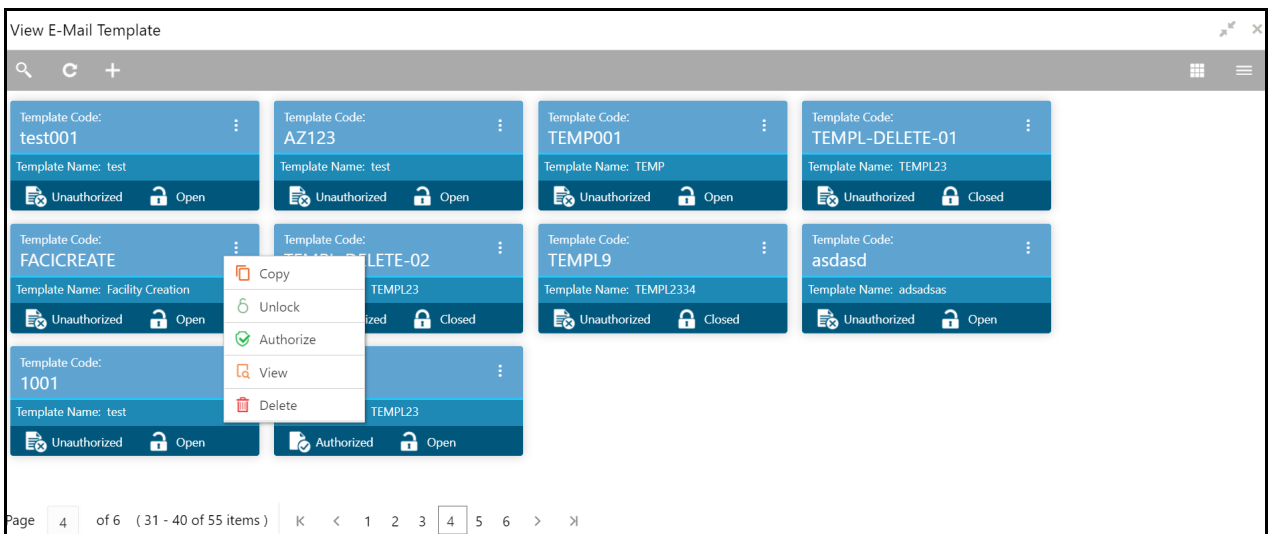 View E-Mail Template
Template Code:
test001
Template Name: test
Unauthorized Open
Template Code:
AZ123
Template Name: test
Unauthorized Open
Template Code:
TEMP001
Template Name: TEMP
Unauthorized Open
Template Code:
TEMPL-DELETE-01
Template Name: TEMPL23
Unauthorized Closed
Template Code:
FACICREATE
Template Name: Facility Creation
Unauthorized Open
Copy
Unlock
Authorize
View
Delete
Template Code:
TEMPL-DELETE-02
TEMPL23
Closed
Template Code:
TEMPL9
Template Name: TEMPL2334
Unauthorized Closed
Template Code:
asdasd
Template Name: adsadsas
Unauthorized Open
Template Code:
1001
Template Name: test
Unauthorized Open
TEMPL23
Authorized Open
Page 4 of 6 ( 31 - 40 of 55 items ) 1 2 3 4 5 6